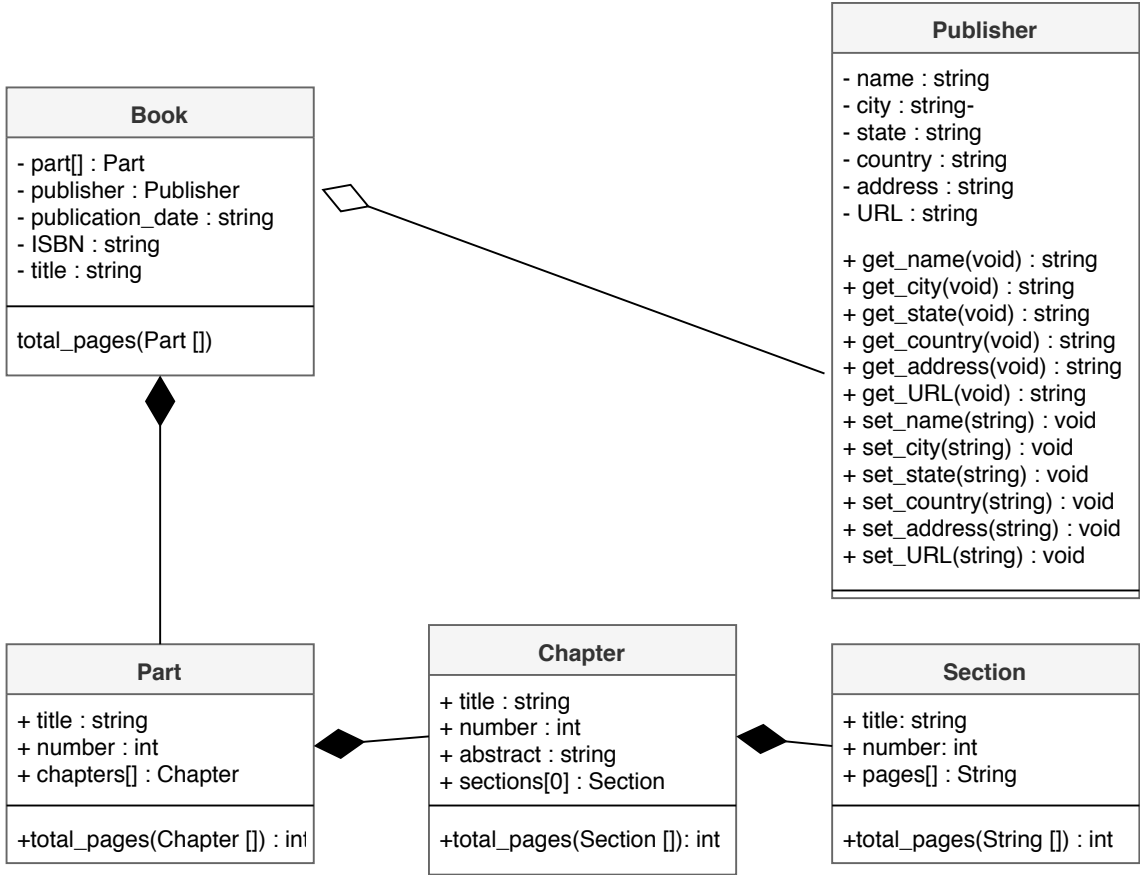 Publisher
- name : string
- city : string-
- state : string
- country : string
- address : string
- URL : string
+ get_name(void) : string
+ get_city(void) : string
+ get_state(void) : string
+ get_country(void) : string
+ get_address(void) : string
+ get_URL(void) : string
+ set_name(string) : void
+ set_city(string) : void
+ set_state(string) : void
+ set_country(string) : void
+ set_address(string) : void
+ set_URL(string) : void
Book
- part[] : Part
- publisher : Publisher
- publication_date : string
- ISBN : string
- title : string
total_pages(Part [])
Part
+ title : string
+ number : int
+ chapters[] : Chapter
+total_pages(Chapter []) : int
Chapter
+ title : string
+ number : int
+ abstract : string
+ sections[0] : Section
+total_pages(Section []): int
Section
+ title: string
+ number: int
+ pages[] : String
+total_pages(String []) : int